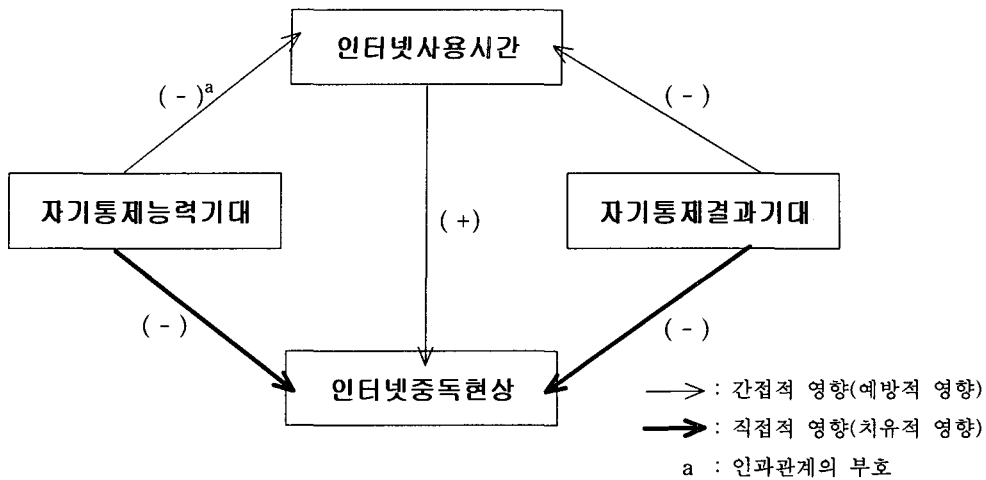 인터넷사용시간
( - )a
( - )
자기통제능력기대
( + )
자기통제결과기대
( - )
( - )
인터넷중독현상
: 간접적 영향(예방적 영향)
: 직접적 영향(치유적 영향)
a : 인과관계의 부호